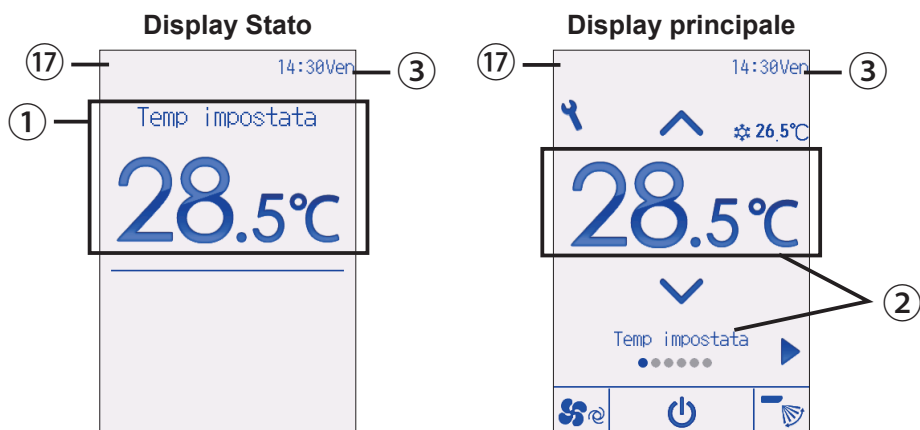 Display Stato
17
14:30Ven
3
1
Temp impostata
28.5°C
Display principale
17
14:30Ven
3
26.5°C
28.5°C
2
Temp impostata